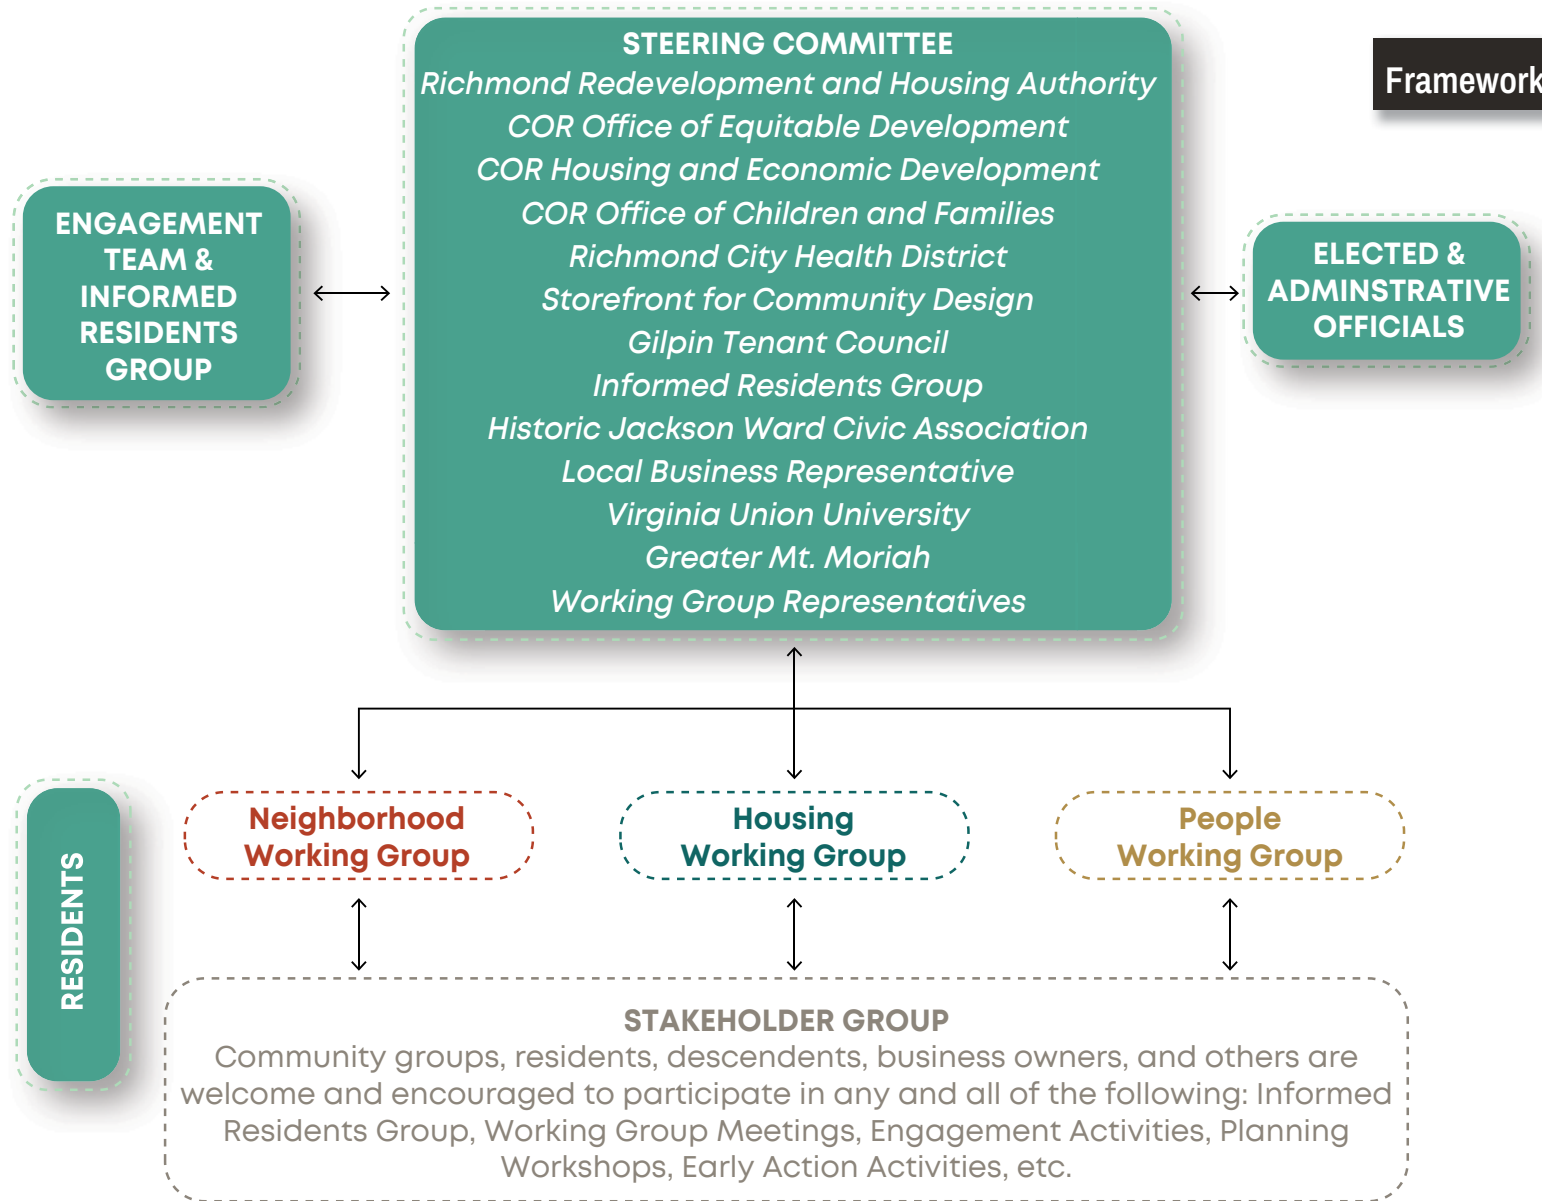 STEERING COMMITTEE
Richmond Redevelopment and Housing Authority
COR Office of Equitable Development
COR Housing and Economic Development
COR Office of Children and Families
Richmond City Health District
Storefront for Community Design
Gilpin Tenant Council
Informed Residents Group
Historic Jackson Ward Civic Association
Local Business Representative
Virginia Union University
Greater Mt. Moriah
Working Group Representatives
Framework
ENGAGEMENT
TEAM &
INFORMED
RESIDENTS
GROUP
ELECTED &
ADMINSTRATIVE
OFFICIALS
RESIDENTS
Neighborhood
Working Group
Housing
Working Group
People
Working Group
STAKEHOLDER GROUP
Community groups, residents, descendents, business owners, and others are
welcome and encouraged to participate in any and all of the following: Informed
Residents Group, Working Group Meetings, Engagement Activities, Planning
Workshops, Early Action Activities, etc.